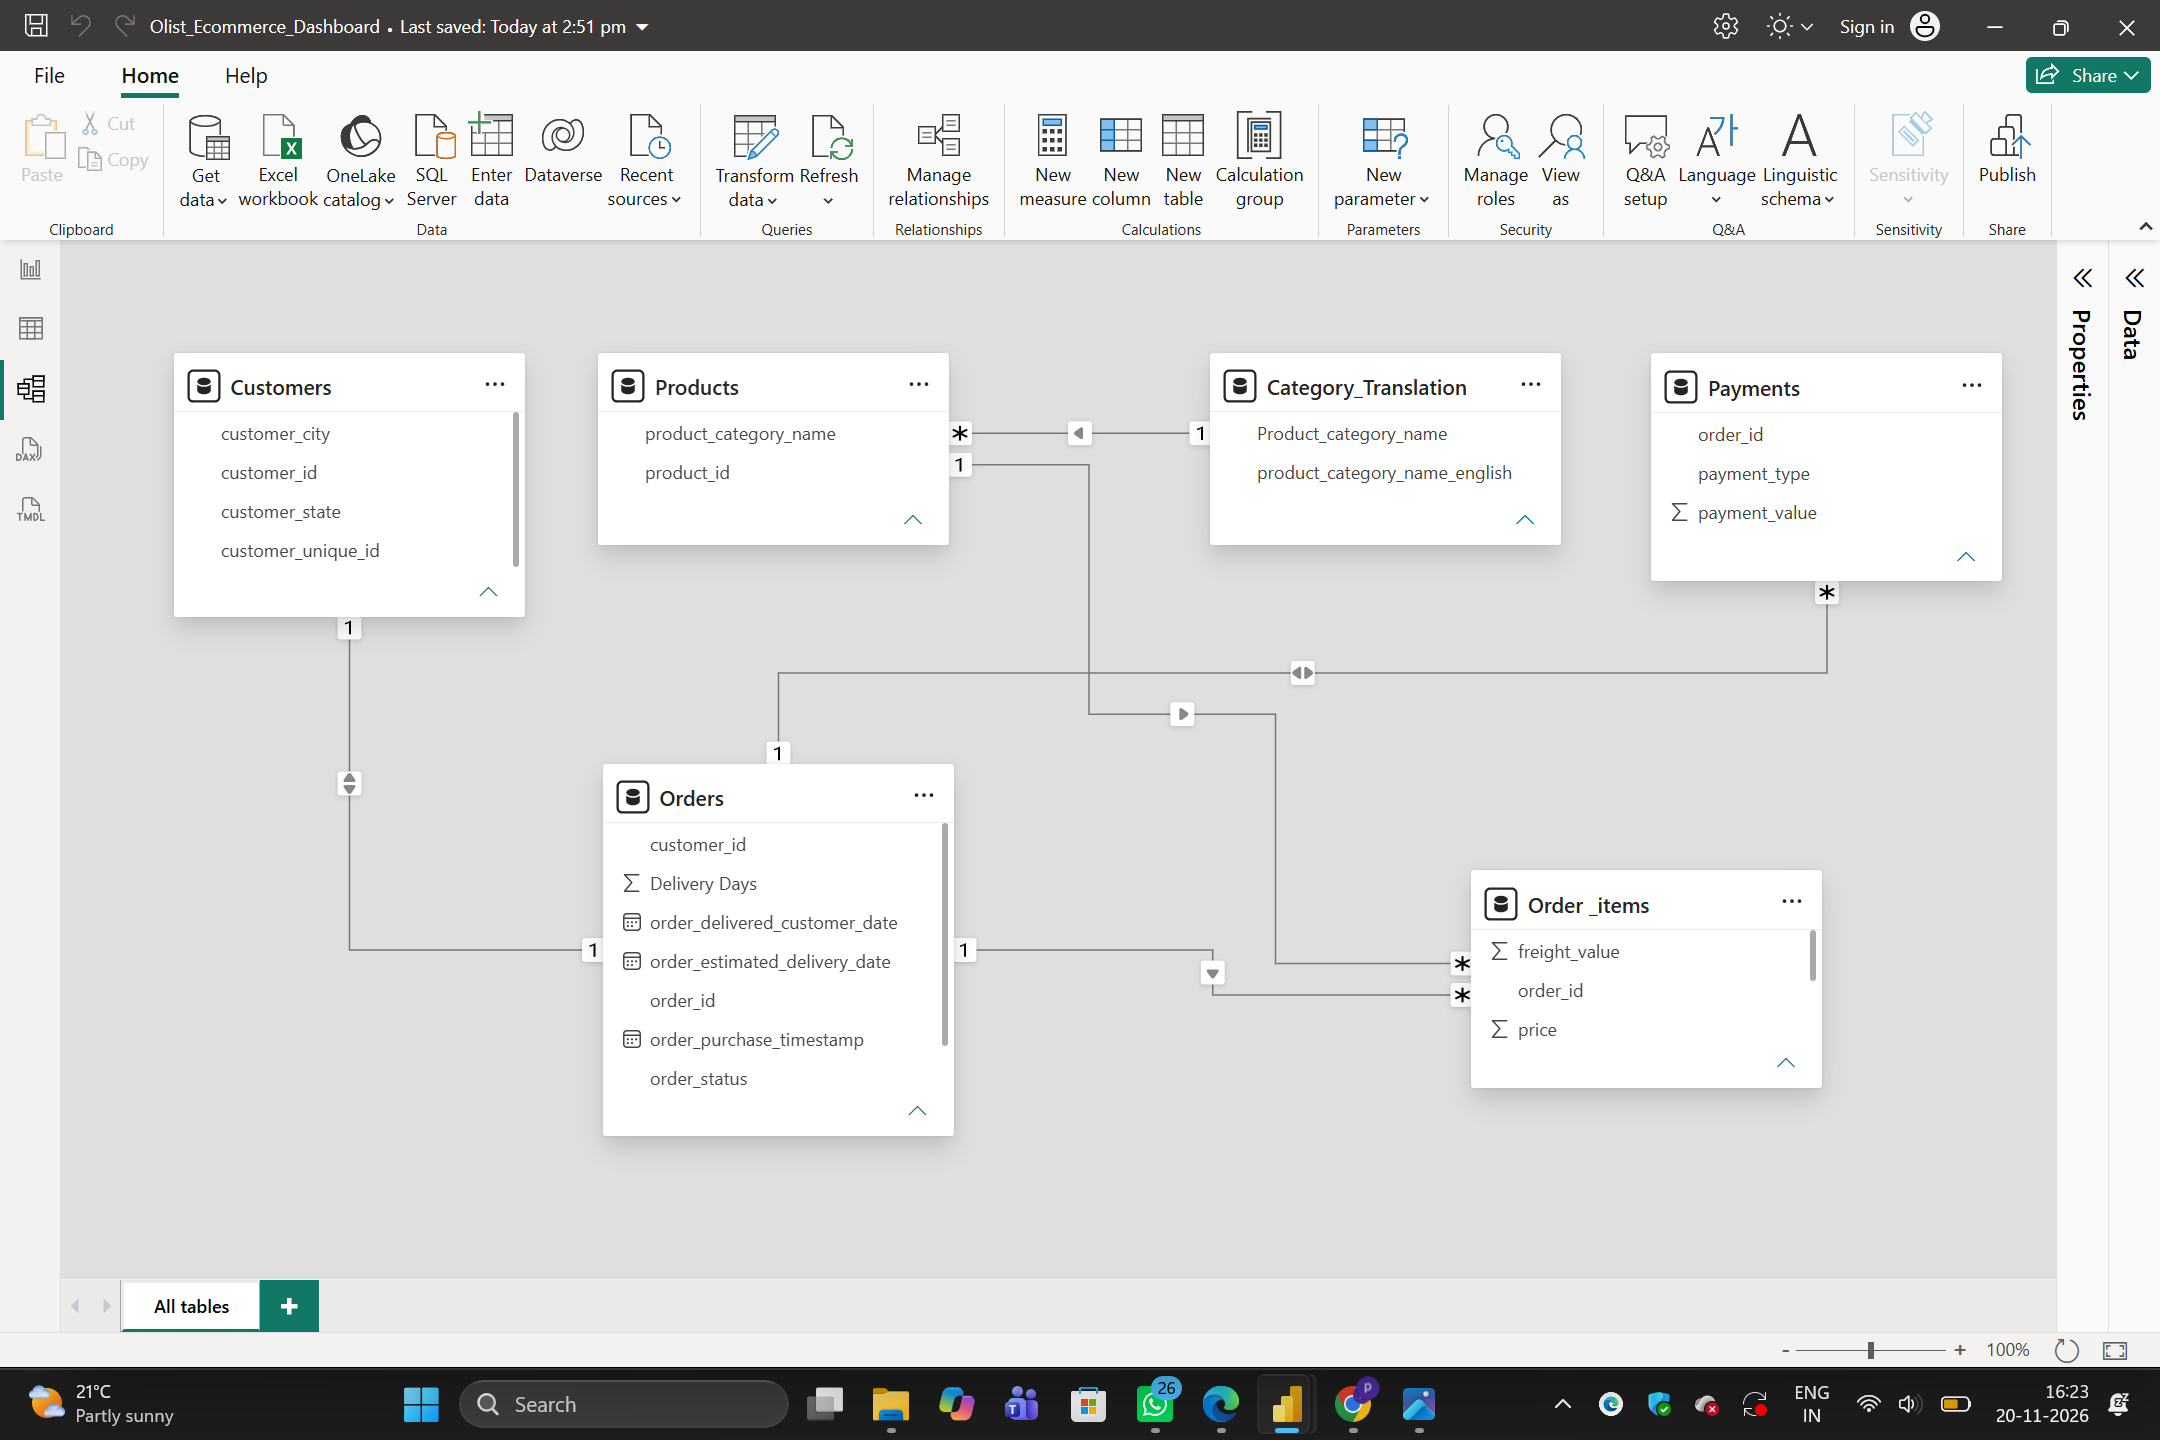 Olist_Ecommerce_Dashboard • Last saved: Today at 2:51 pm
Sign in
File
Home
Help
Share
Paste
Cut
Copy
Clipboard
Get data
Excel workbook
OneLake catalog
SQL Server
Enter data
Dataverse
Recent sources
Data
Transform data
Refresh
Queries
Manage relationships
Relationships
New measure
New column
New table
Calculation group
Calculations
New parameter
Parameters
Manage roles
View as
Security
Q&A setup
Language
Linguistic schema
Q&A
Sensitivity
Sensitivity
Publish
Share
DAX
TMDL
Properties
Data
Customers
customer_city
customer_id
customer_state
customer_unique_id
1
1
Products
product_category_name
product_id
*
1
1
Category_Translation
Product_category_name
product_category_name_english
Payments
order_id
payment_type
Σ payment_value
*
1
Orders
customer_id
Σ Delivery Days
order_delivered_customer_date
order_estimated_delivery_date
order_id
order_purchase_timestamp
order_status
1
*
*
Order _items
Σ freight_value
order_id
Σ price
All tables
+
- + 100%
21°C
Partly sunny
Search
26
P
ENG
IN
16:23
20-11-2026